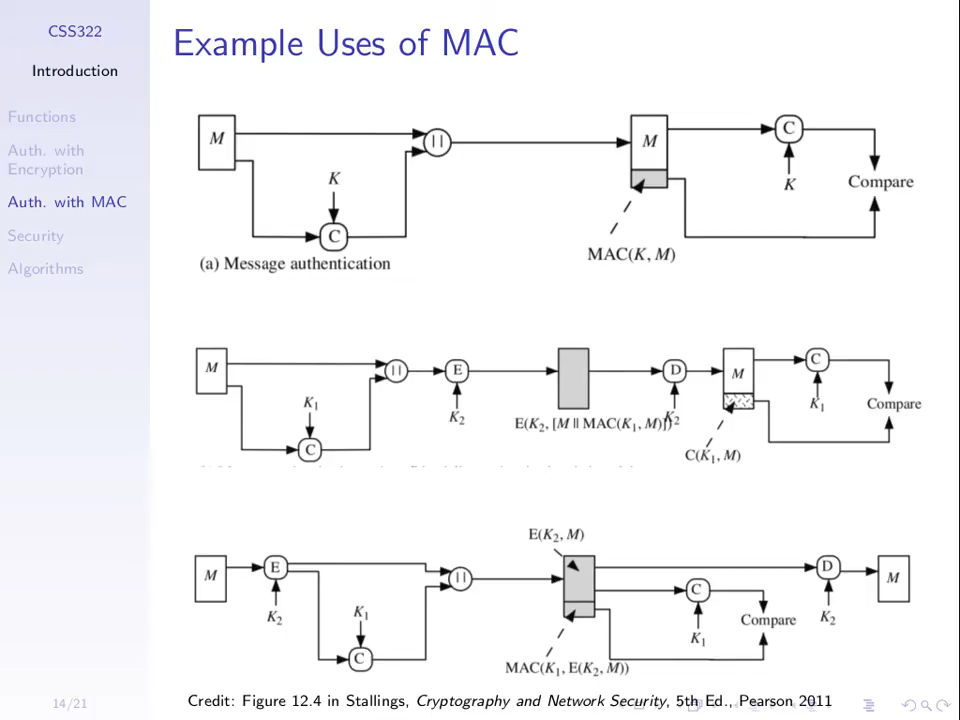 CSS322
Introduction
Functions
Auth. with
Encryption
Auth. with MAC
Security
Algorithms
14/21
Example Uses of MAC
M
K
C
||
M
MAC(K, M)
C
K
Compare
(a) Message authentication
M
K1
C
||
E
K2
E(K2, [M || MAC(K1, M)])
D
K2
M
C(K1, M)
C
K1
Compare
M
E
K2
K1
C
||
E(K2, M)
MAC(K1, E(K2, M))
C
K1
Compare
D
K2
M
Credit: Figure 12.4 in Stallings, Cryptography and Network Security, 5th Ed., Pearson 2011